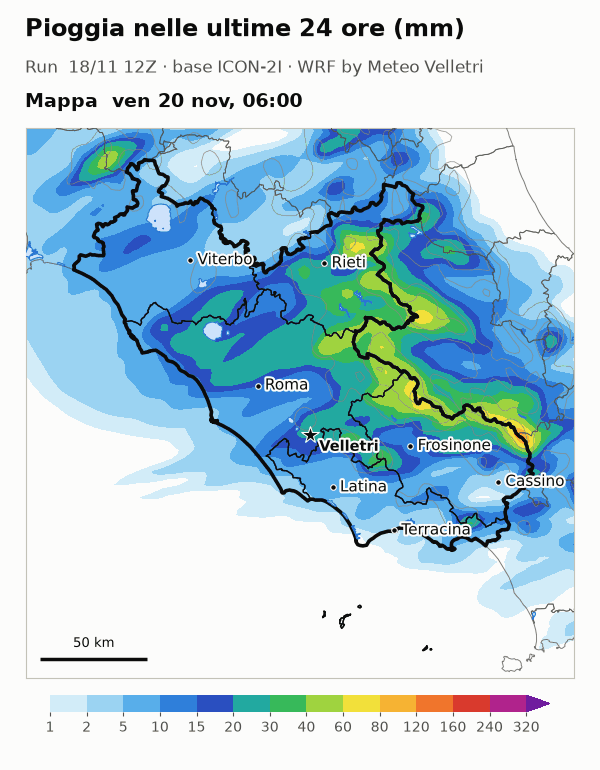 Pioggia nelle ultime 24 ore (mm)
Run  18/11 12Z · base ICON-2I · WRF by Meteo Velletri
Mappa  ven 20 nov, 06:00
Viterbo
Rieti
Roma
Velletri
Frosinone
Latina
Cassino
Terracina
50 km
1 2 5 10 15 20 30 40 60 80 120 160 240 320